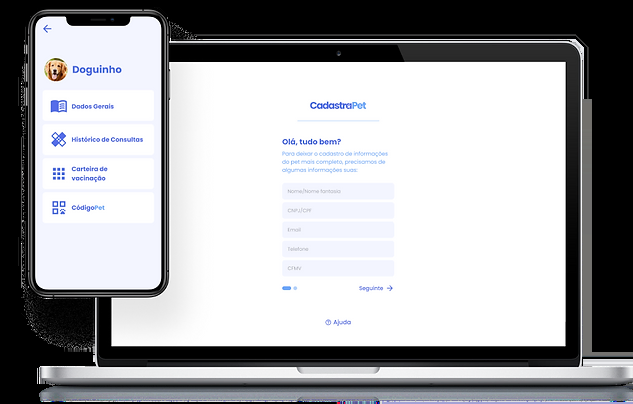 Doguinho
Dados Gerais
Histórico de Consultas
Carteira de
vacinação
CódigoPet
CadastraPet
Olá, tudo bem?
Para deixar o cadastro de informações
do pet mais completo, precisamos de
algumas informações suas.
Nome/Nome fantasia
CNPJ/CPF
Email
Telefone
CFMV
Seguinte
Ajuda